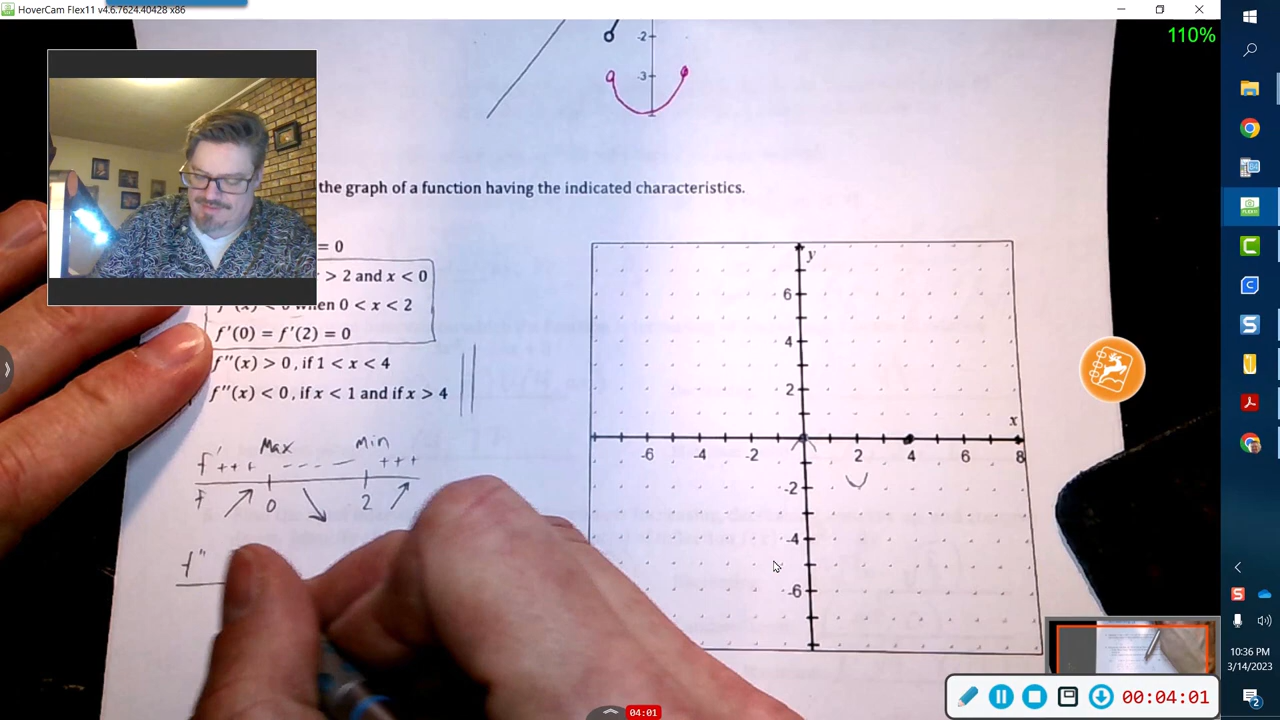 HoverCam Flex11 v4.6.7624.40428 x86
110%
-2
-3
the graph of a function having the indicated characteristics.
= 0
> 2 and x < 0
when 0 < x < 2
f'(0) = f'(2) = 0
f''(x) > 0, if 1 < x < 4
f''(x) < 0, if x < 1 and if x > 4
Max Min
f' +++ ---- +++
f 0 2
f"
y
6
4
2
x
-6 -4 -2 2 4 6 8
-2
-4
-6
FLEX11
10:36 PM
3/14/2023
2
00:04:01
04:01